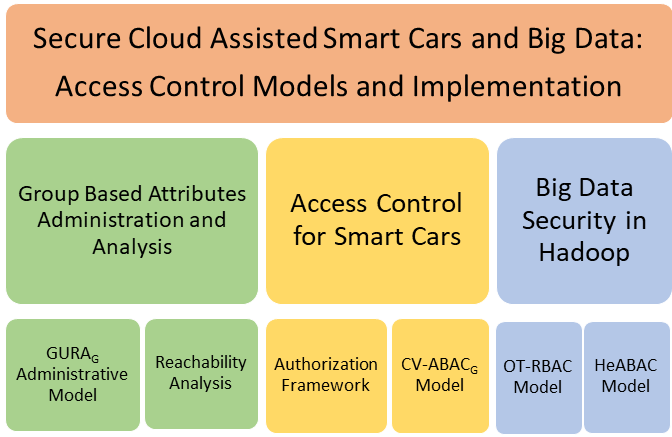 Secure Cloud Assisted Smart Cars and Big Data:
Access Control Models and Implementation
Group Based Attributes
Administration and
Analysis
Access Control
for Smart Cars
Big Data
Security in
Hadoop
GURA_G
Administrative
Model
Reachability
Analysis
Authorization
Framework
CV-ABAC_G
Model
OT-RBAC
Model
HeABAC
Model